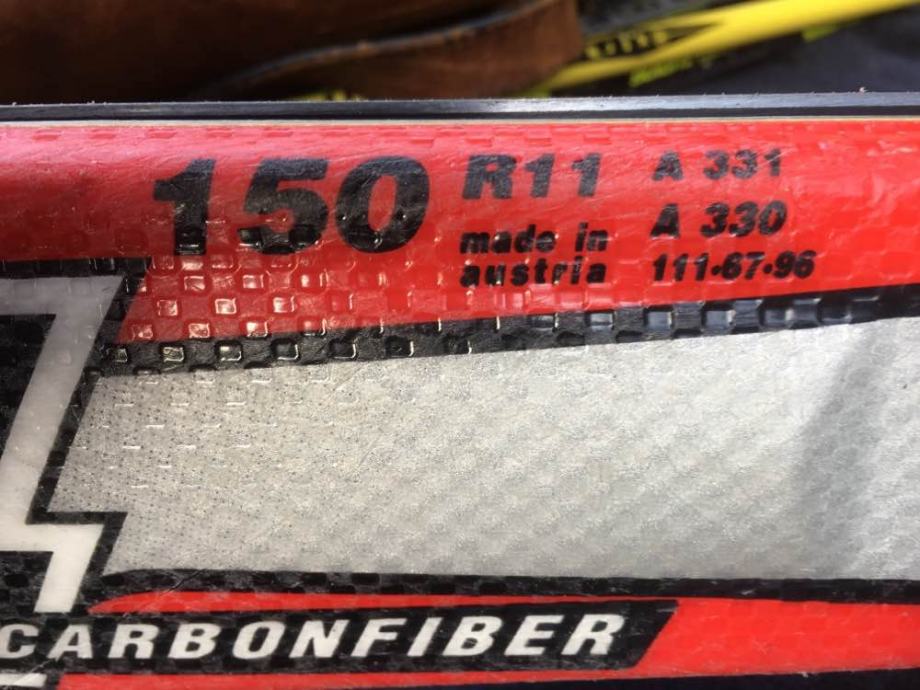 150 R11 A 331
made in A 330
austria 111-67-96
CARBONFIBER